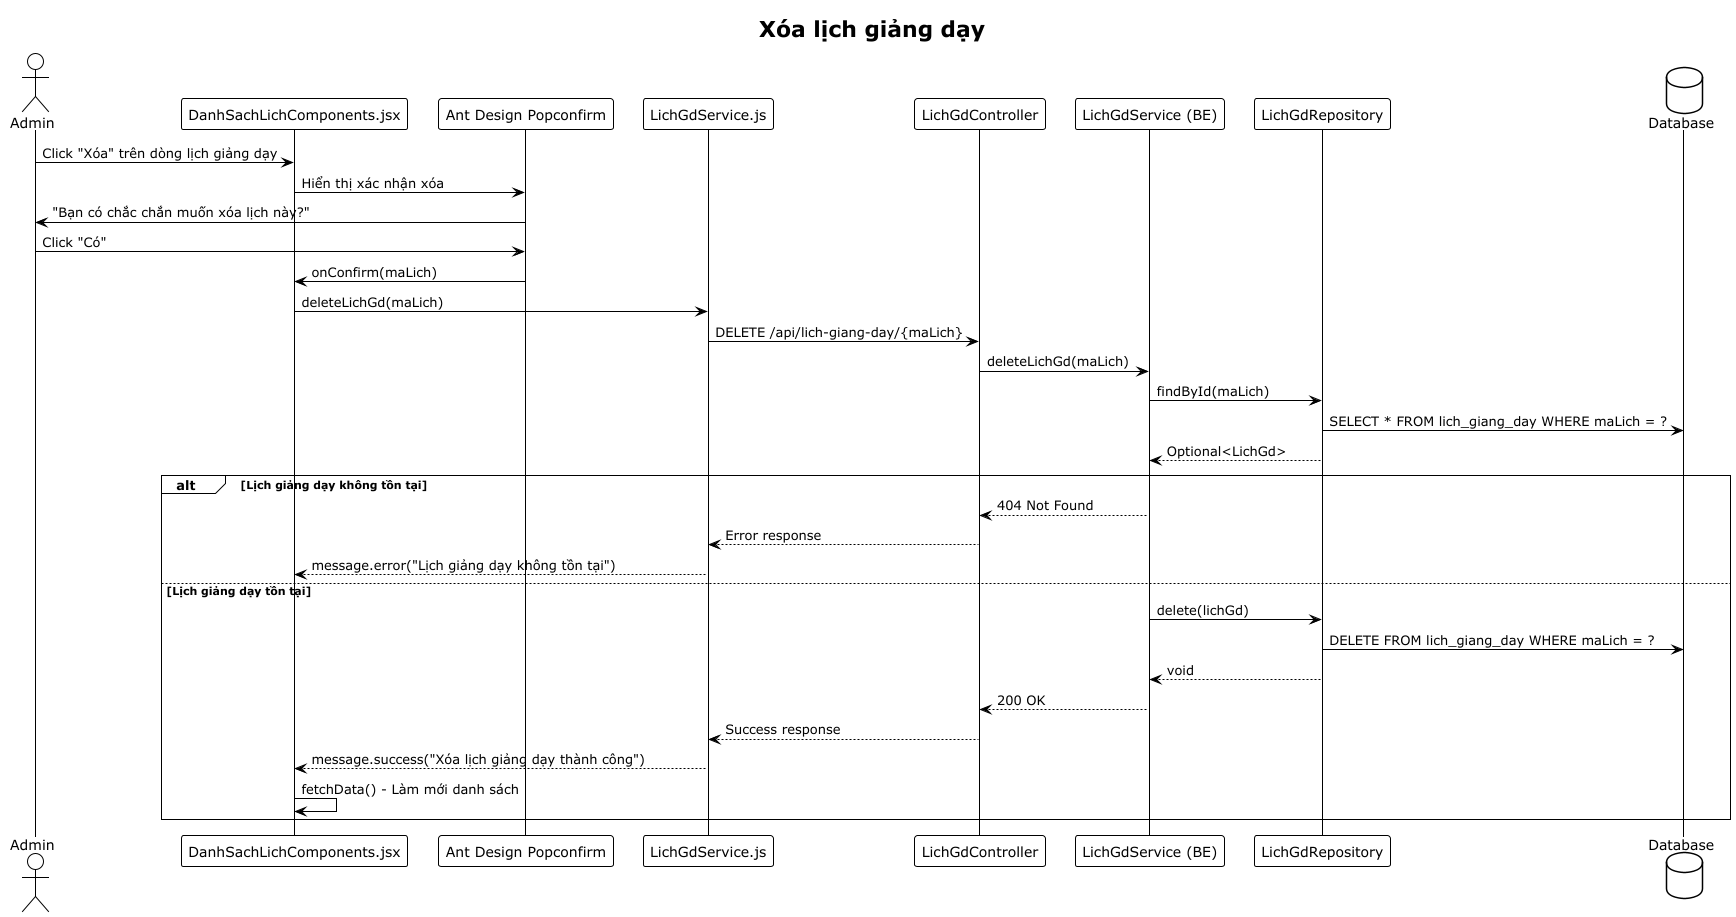 Xóa lịch giảng dạy
Admin
DanhSachLichComponents.jsx
Ant Design Popconfirm
LichGdService.js
LichGdController
LichGdService (BE)
LichGdRepository
Database
Click "Xóa" trên dòng lịch giảng dạy
Hiển thị xác nhận xóa
"Bạn có chắc chắn muốn xóa lịch này?"
Click "Có"
onConfirm(maLich)
deleteLichGd(maLich)
DELETE /api/lich-giang-day/{maLich}
deleteLichGd(maLich)
findById(maLich)
SELECT * FROM lich_giang_day WHERE maLich = ?
Optional<LichGd>
alt
[Lịch giảng dạy không tồn tại]
404 Not Found
Error response
message.error("Lịch giảng dạy không tồn tại")
[Lịch giảng dạy tồn tại]
delete(lichGd)
DELETE FROM lich_giang_day WHERE maLich = ?
void
200 OK
Success response
message.success("Xóa lịch giảng dạy thành công")
fetchData() - Làm mới danh sách
Admin
DanhSachLichComponents.jsx
Ant Design Popconfirm
LichGdService.js
LichGdController
LichGdService (BE)
LichGdRepository
Database